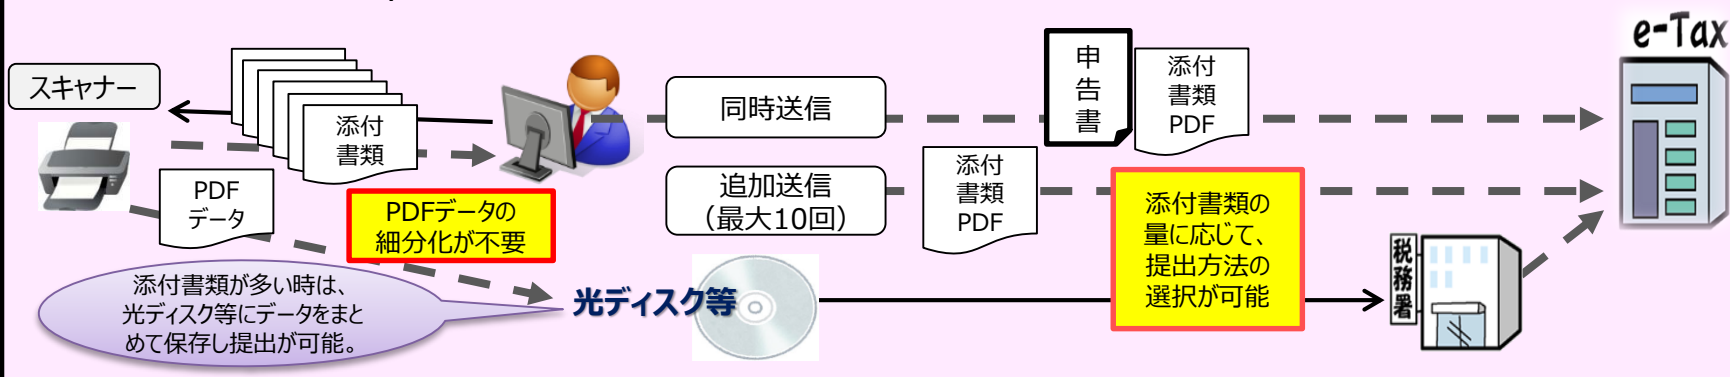 e-Tax
スキャナー
添付
書類
PDF
データ
PDFデータの
細分化が不要
添付書類が多い時は、
光ディスク等にデータをまと
めて保存し提出が可能。
同時送信
申
告
書
添付
書類
PDF
追加送信
（最大10回）
添付
書類
PDF
添付書類の
量に応じて、
提出方法の
選択が可能
光ディスク等
税
務
署